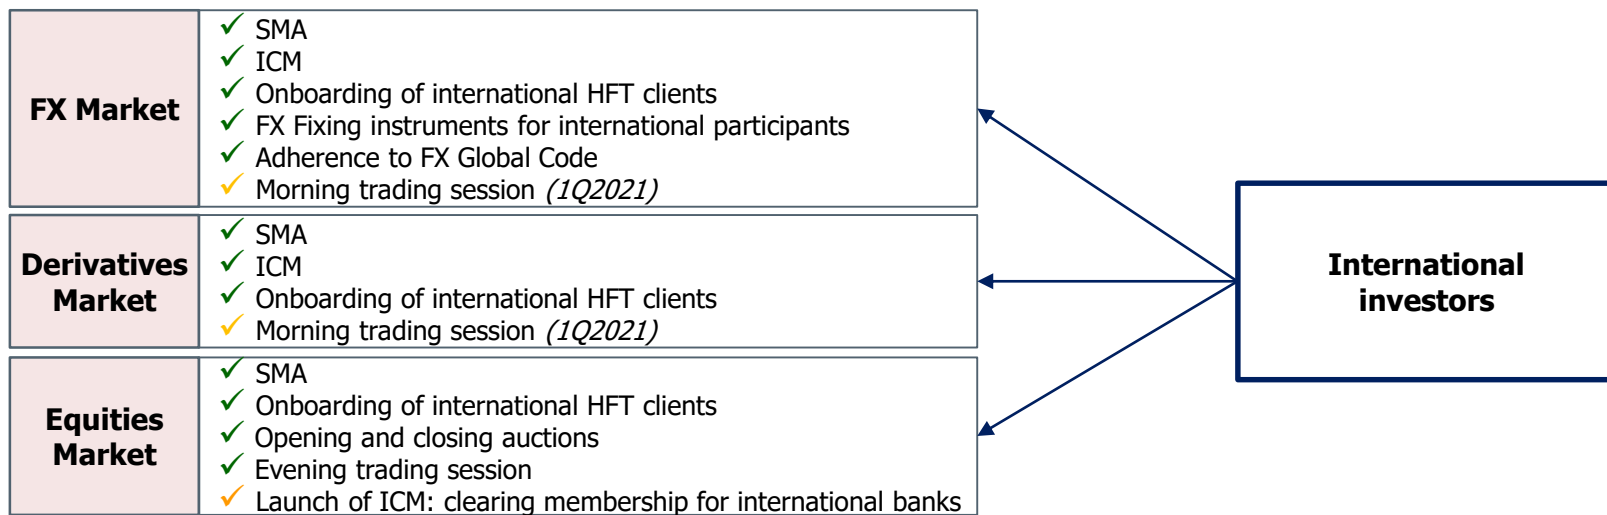 FX Market
✓ SMA
✓ ICM
✓ Onboarding of international HFT clients
✓ FX Fixing instruments for international participants
✓ Adherence to FX Global Code
✓ Morning trading session (1Q2021)
Derivatives
Market
✓ SMA
✓ ICM
✓ Onboarding of international HFT clients
✓ Morning trading session (1Q2021)
Equities
Market
✓ SMA
✓ Onboarding of international HFT clients
✓ Opening and closing auctions
✓ Evening trading session
✓ Launch of ICM: clearing membership for international banks
International
investors